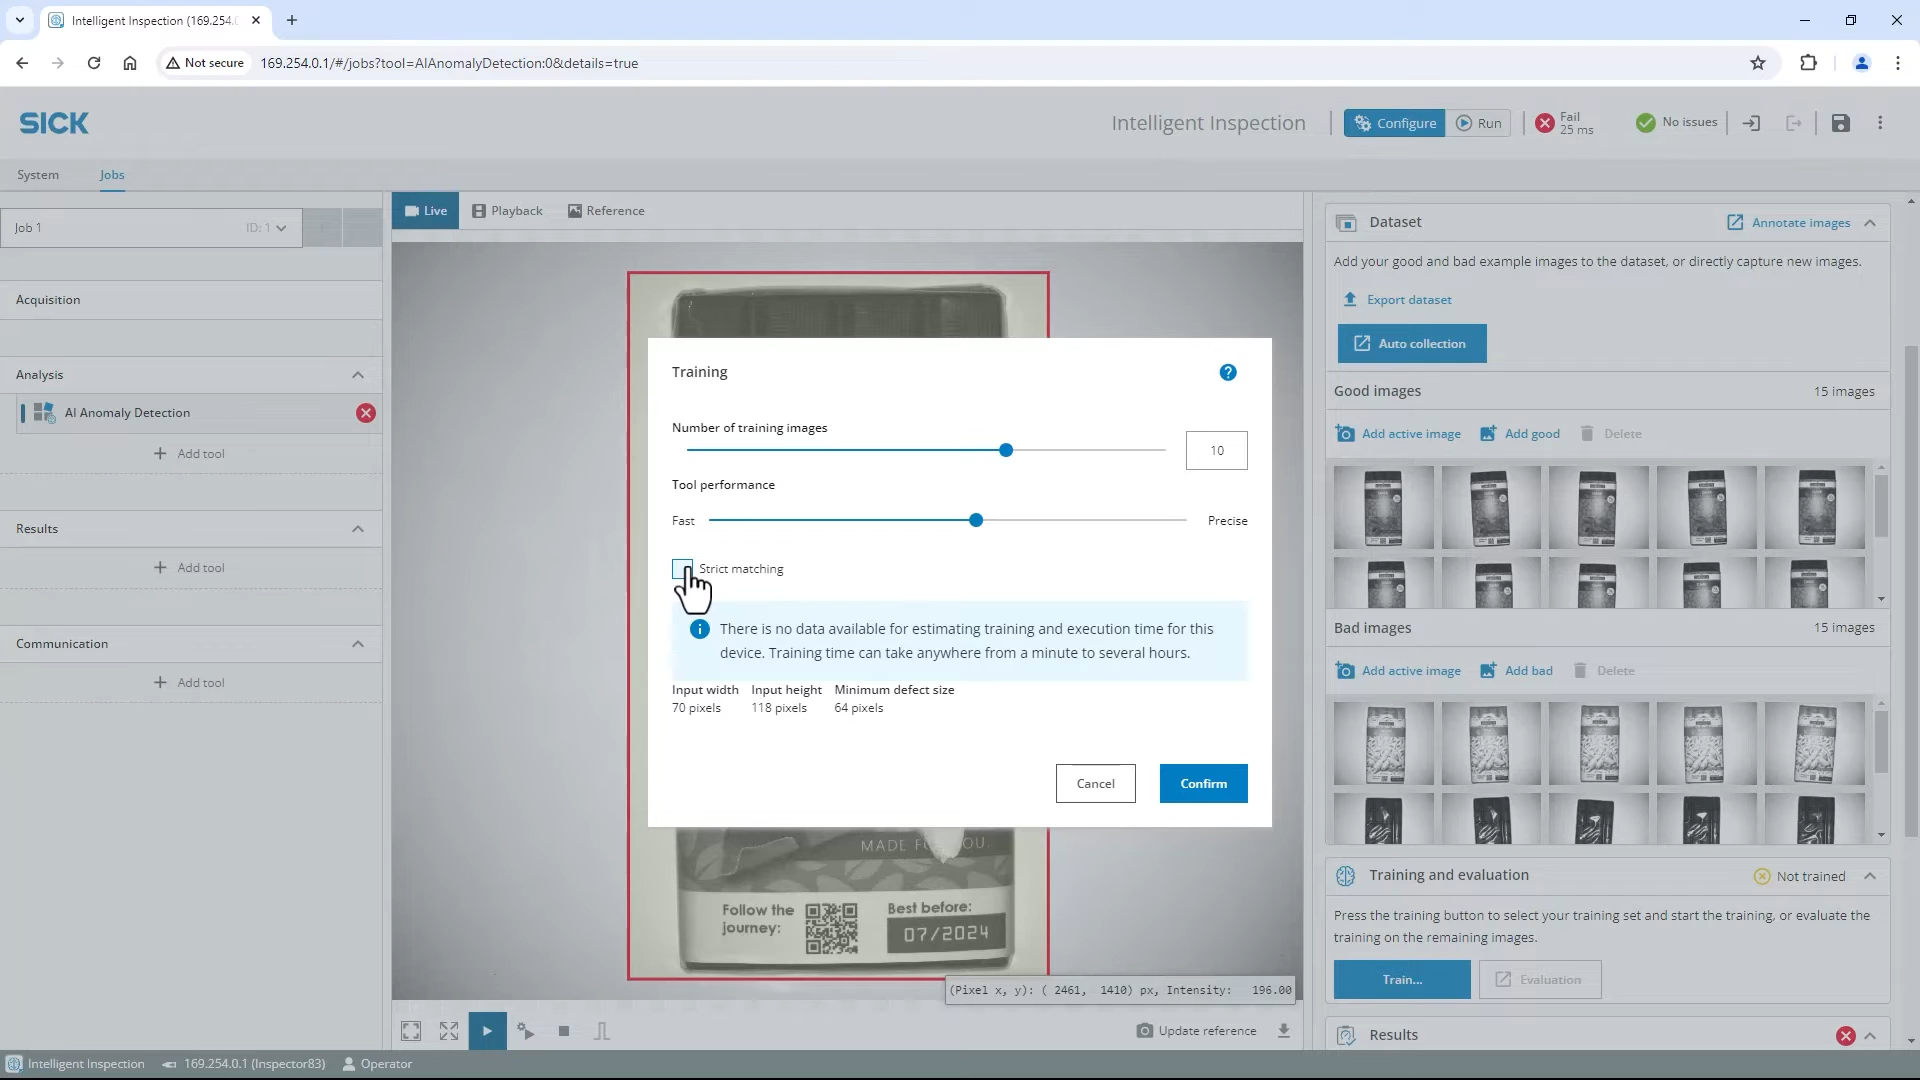 Intelligent Inspection (169.254.
Not secure
169.254.0.1/#/jobs?tool=AIAnomalyDetection:0&details=true
SICK
Intelligent Inspection
Configure
Run
Fail
25 ms
No issues
System
Jobs
Job 1
ID: 1
Acquisition
Analysis
AI Anomaly Detection
Add tool
Results
Add tool
Communication
Add tool
Live
Playback
Reference
Training
Number of training images
10
Tool performance
Fast
Precise
Strict matching
There is no data available for estimating training and execution time for this
device. Training time can take anywhere from a minute to several hours.
Input width
70 pixels
Input height
118 pixels
Minimum defect size
64 pixels
Cancel
Confirm
MADE FOR YOU.
Follow the
journey:
Best before:
07/2024
(Pixel x, y): ( 2461, 1410) px, Intensity: 196.00
Update reference
Dataset
Annotate images
Add your good and bad example images to the dataset, or directly capture new images.
Export dataset
Auto collection
Good images
15 images
Add active image
Add good
Delete
Bad images
15 images
Add active image
Add bad
Delete
Training and evaluation
Not trained
Press the training button to select your training set and start the training, or evaluate the
training on the remaining images.
Train...
Evaluation
Results
Intelligent Inspection
169.254.0.1 (Inspector83)
Operator